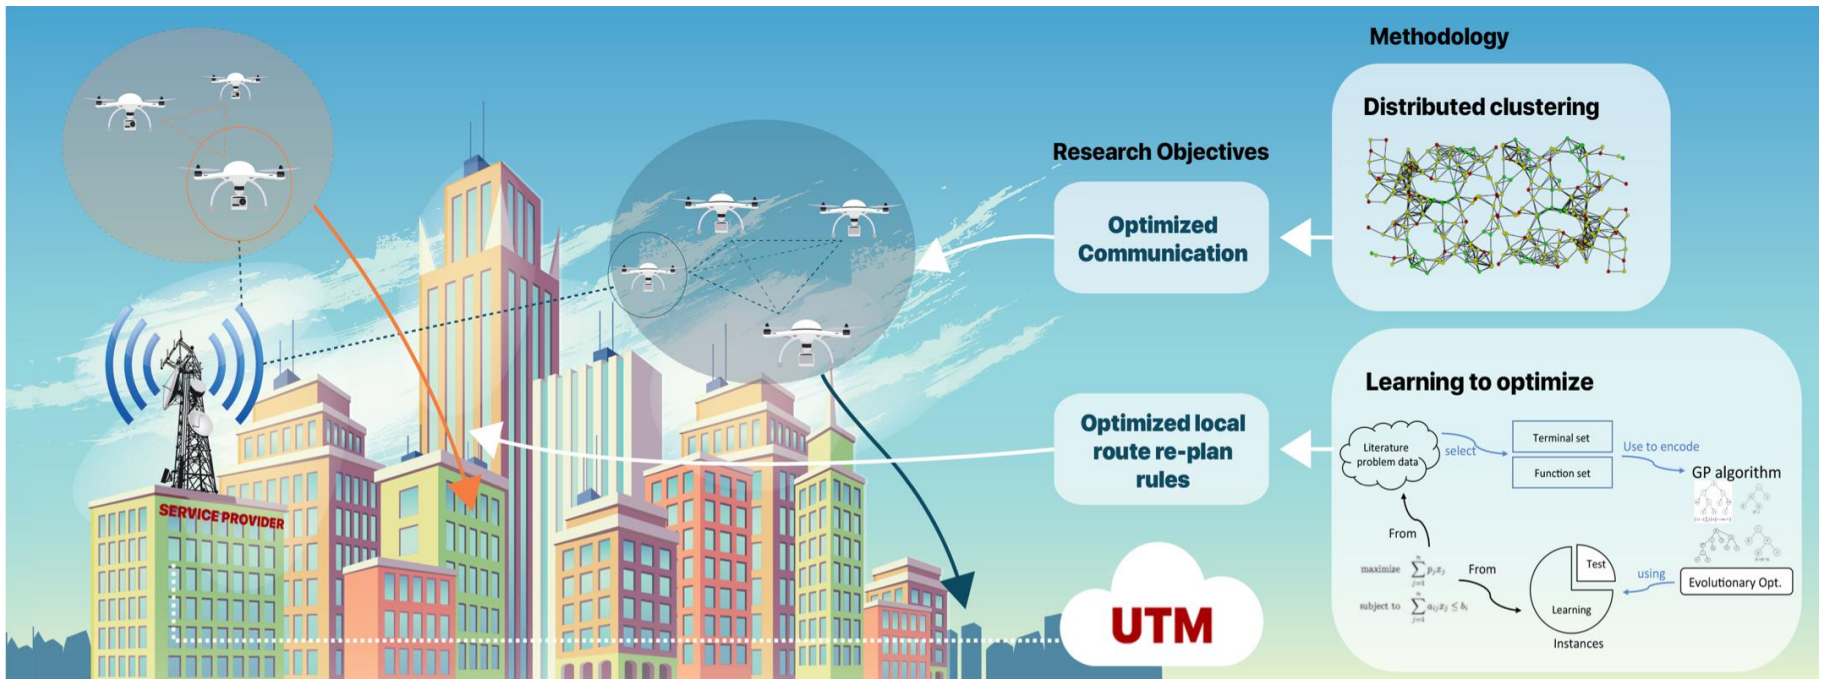 Methodology
Distributed clustering
Research Objectives
Optimized
Communication
Learning to optimize
Optimized local
route re-plan
rules
Literature
problem data
select
Terminal set
Function set
Use to encode
GP algorithm
From
maximize
subject to
From
Test
Learning
Instances
using
Evolutionary Opt.
SERVICE PROVIDER
UTM